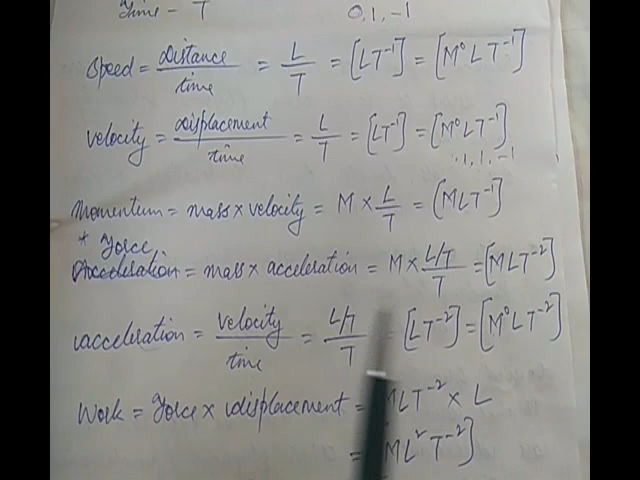 Time - T
0, 1, -1
Speed = distance/time = L/T = [LT⁻¹] = [M⁰LT⁻¹]
velocity = displacement/time = L/T = [LT⁻¹] = [M⁰LT⁻¹]
1, 1, -1
Momentum = mass × velocity = M × L/T = [MLT⁻¹]
* Force
Acceleration = mass × acceleration = M × L/T/T = [MLT⁻²]
acceleration = velocity/time = L/T/T = [LT⁻²] = [M⁰LT⁻²]
Work = Force × displacement = MLT⁻² × L
= ML²T⁻²]